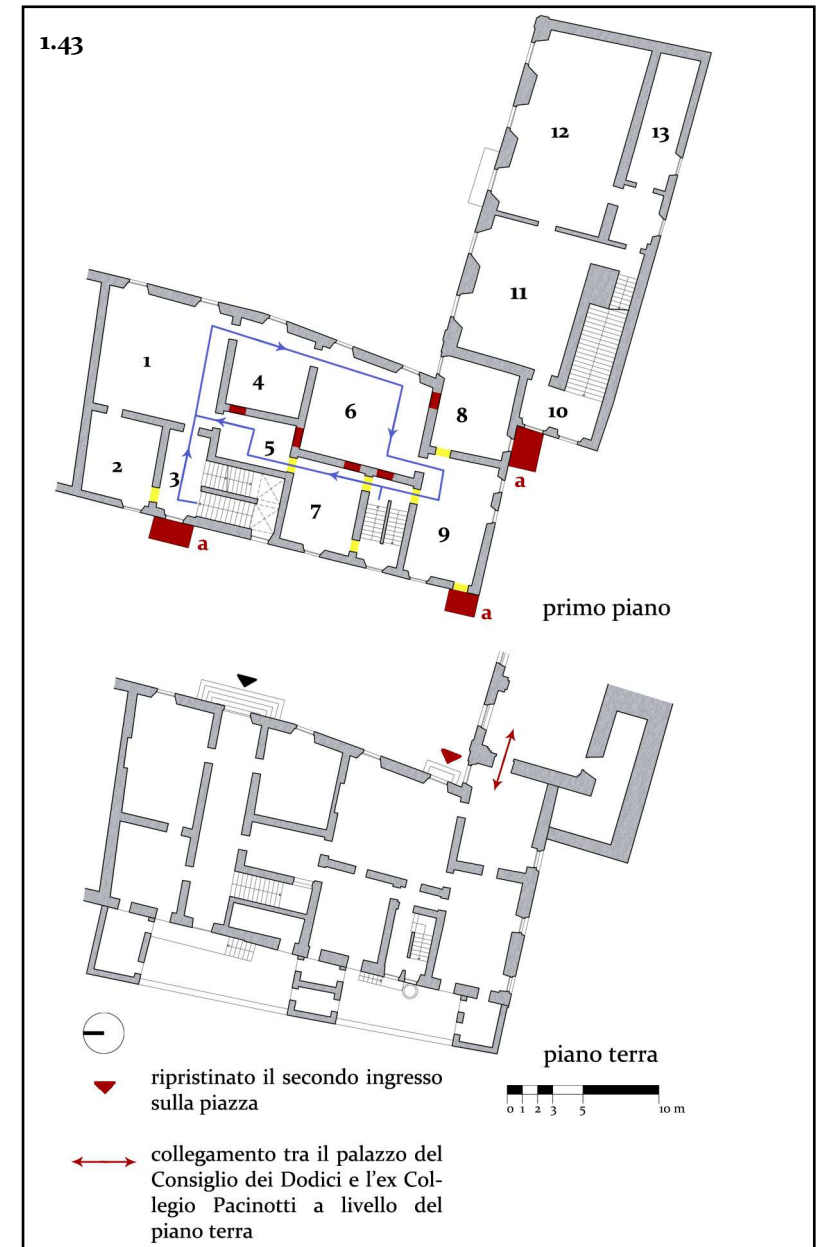 1.43
12
13
11
1
4
6
8
10
5
2
3
7
9
a
a
a
primo piano
piano terra
0 1 2 3 5 10 m
ripristinato il secondo ingresso
sulla piazza
collegamento tra il palazzo del
Consiglio dei Dodici e l’ex Col-
legio Pacinotti a livello del
piano terra